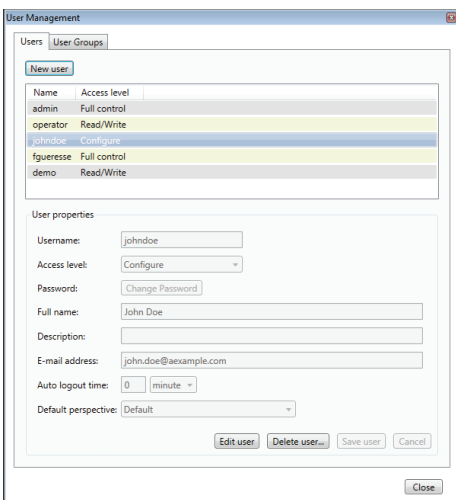 User Management
Users User Groups
New user
Name Access level
admin Full control
operator Read/Write
johndoe Configure
fgueresse Full control
demo Read/Write
User properties
Username: johndoe
Access level: Configure
Password: Change Password
Full name: John Doe
Description:
E-mail address: john.doe@aexample.com
Auto logout time: 0 minute
Default perspective: Default
Edit user Delete user... Save user Cancel
Close